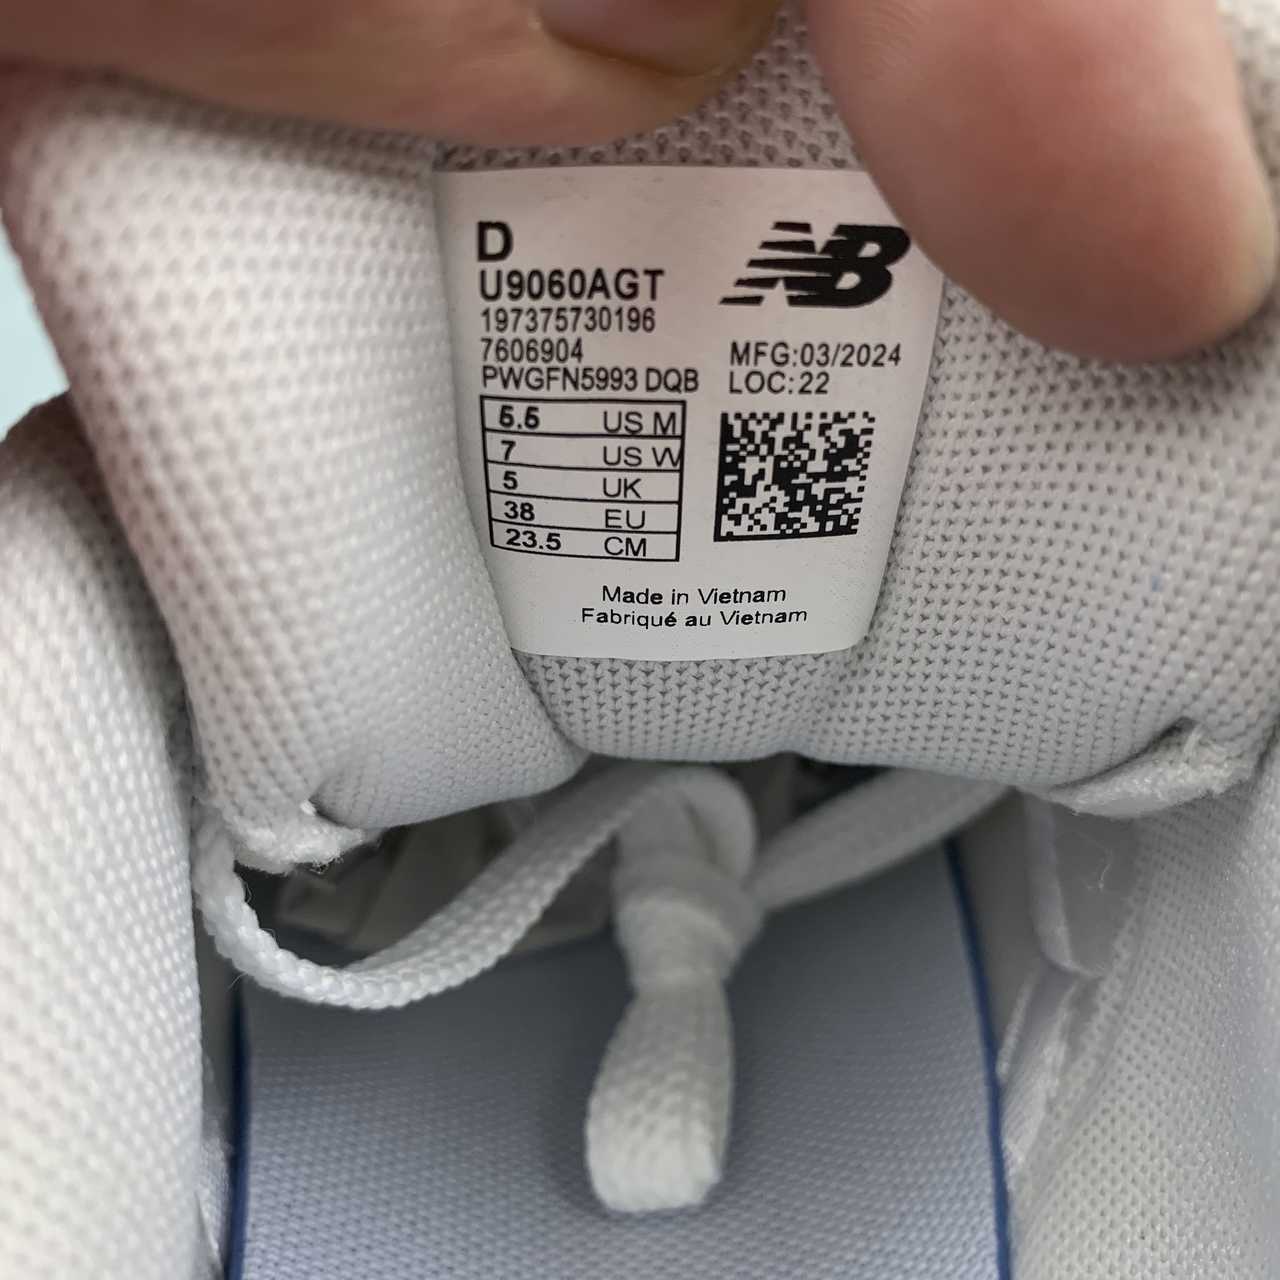 D
NB
U9060AGT
197375730196
7606904
MFG:03/2024
PWGFN5993 DQB
LOC:22
5.5 US M
7 US W
5 UK
38 EU
23.5 CM
Made in Vietnam
Fabriqué au Vietnam